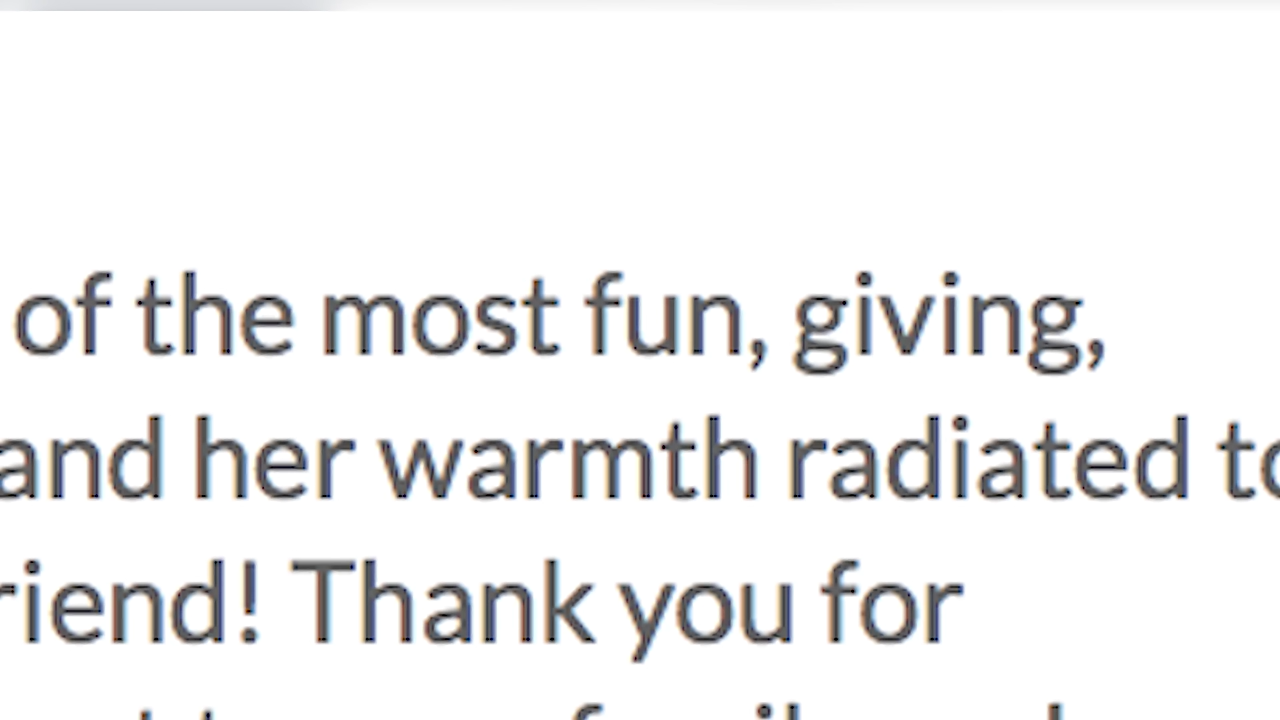 of the most fun, giving,
and her warmth radiated to
riend! Thank you for